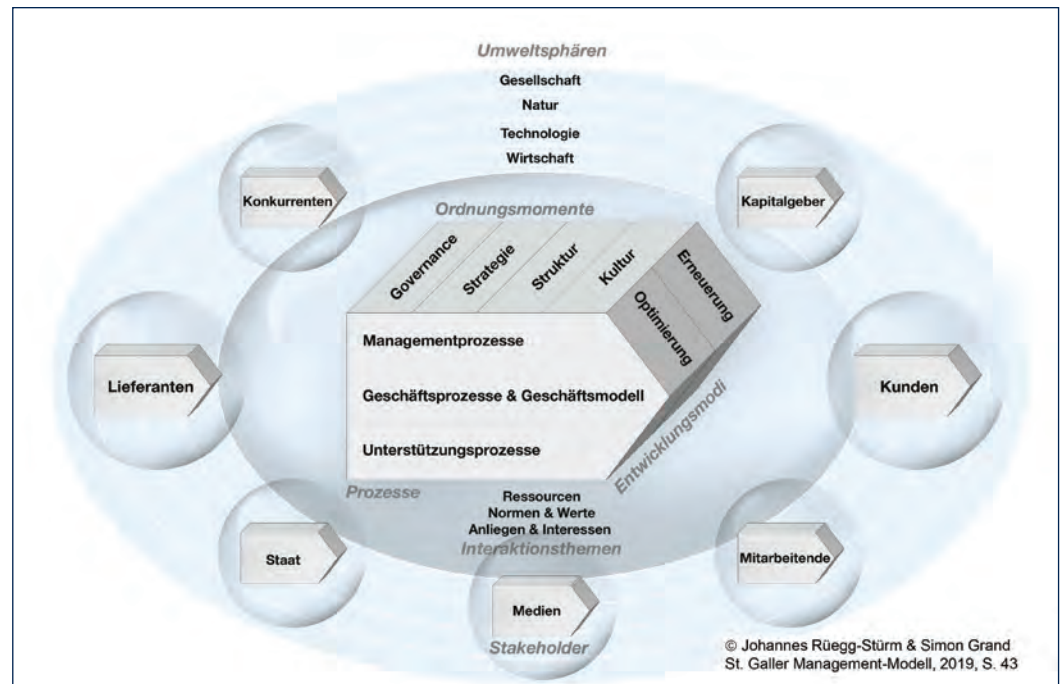 Umweltsphären
Gesellschaft
Natur
Technologie
Wirtschaft
Konkurrenten
Kapitalgeber
Ordnungsmomente
Governance
Strategie
Struktur
Kultur
Erneuerung
Optimierung
Managementprozesse
Lieferanten
Geschäftsprozesse & Geschäftsmodell
Kunden
Unterstützungsprozesse
Entwicklungsmodi
Prozesse
Ressourcen
Normen & Werte
Anliegen & Interessen
Interaktionsthemen
Staat
Mitarbeitende
Medien
Stakeholder
© Johannes Rüegg-Stürm & Simon Grand
St. Galler Management-Modell, 2019, S. 43